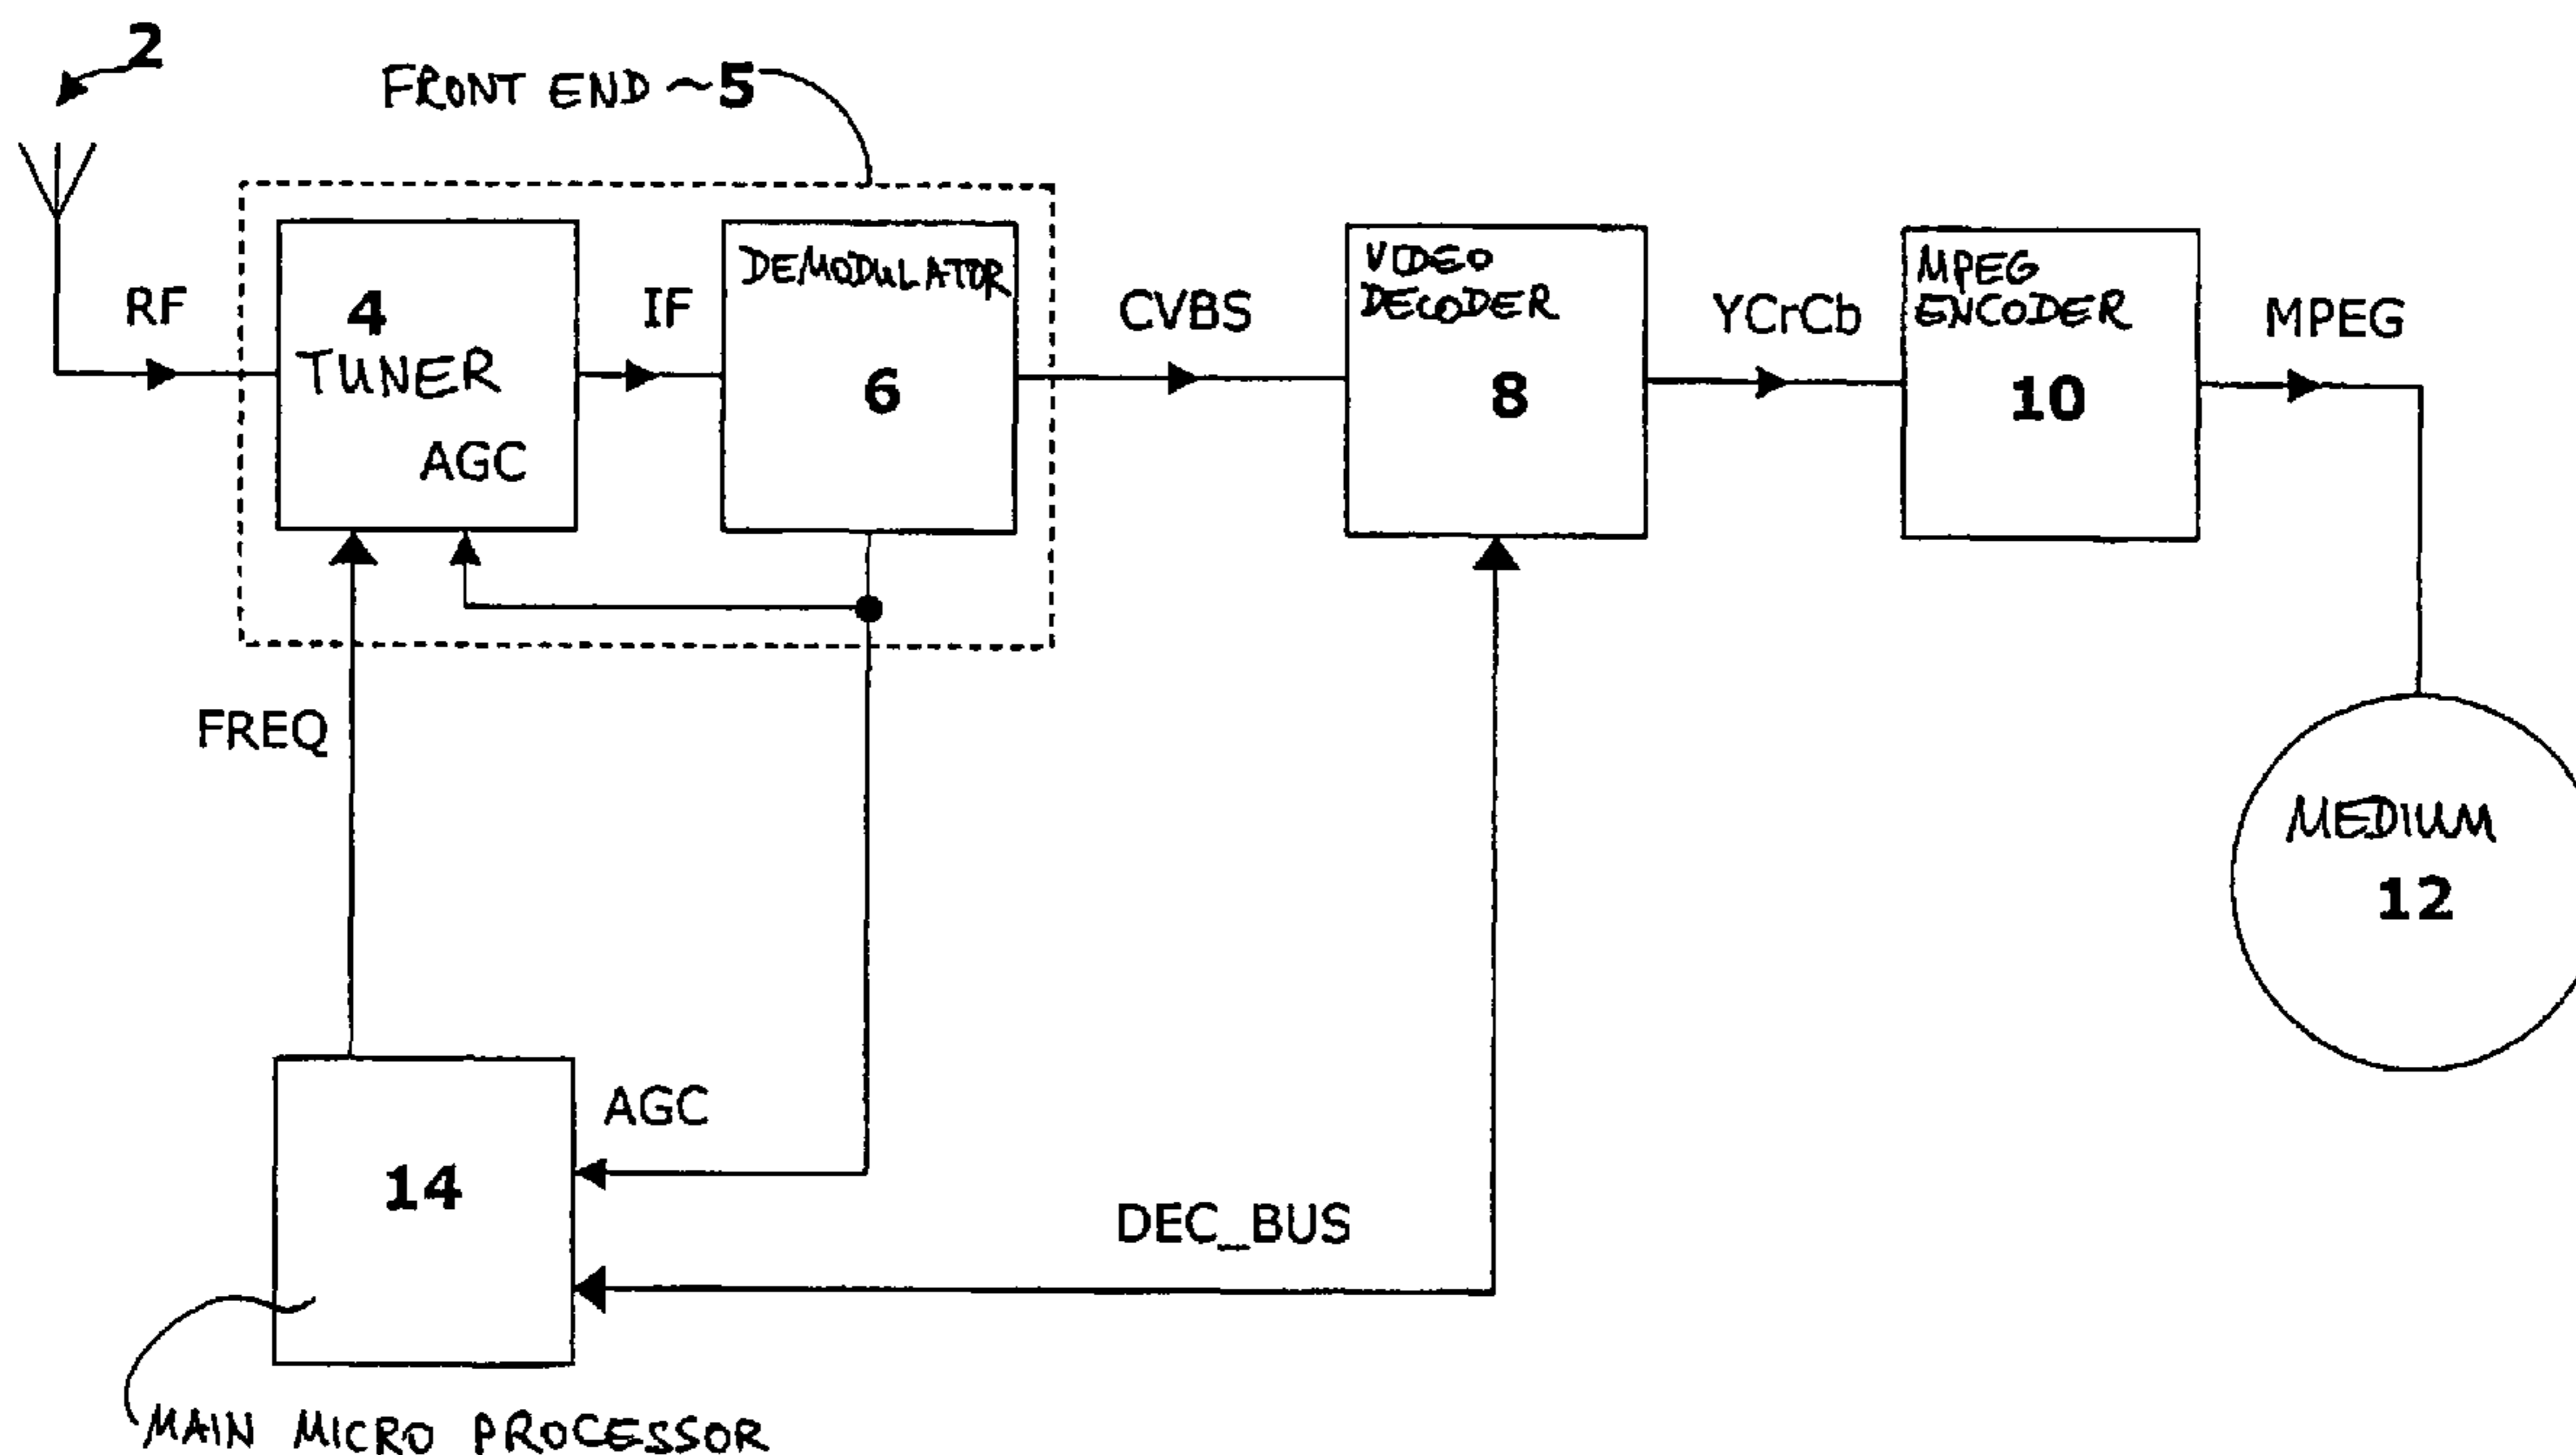 2
FRONT END ~5
RF
4
TUNER
AGC
IF
DEMODULATOR
6
CVBS
VIDEO
DECODER
8
YCrCb
MPEG
ENCODER
10
MPEG
FREQ
MEDIUM
12
AGC
14
DEC_BUS
MAIN MICRO PROCESSOR